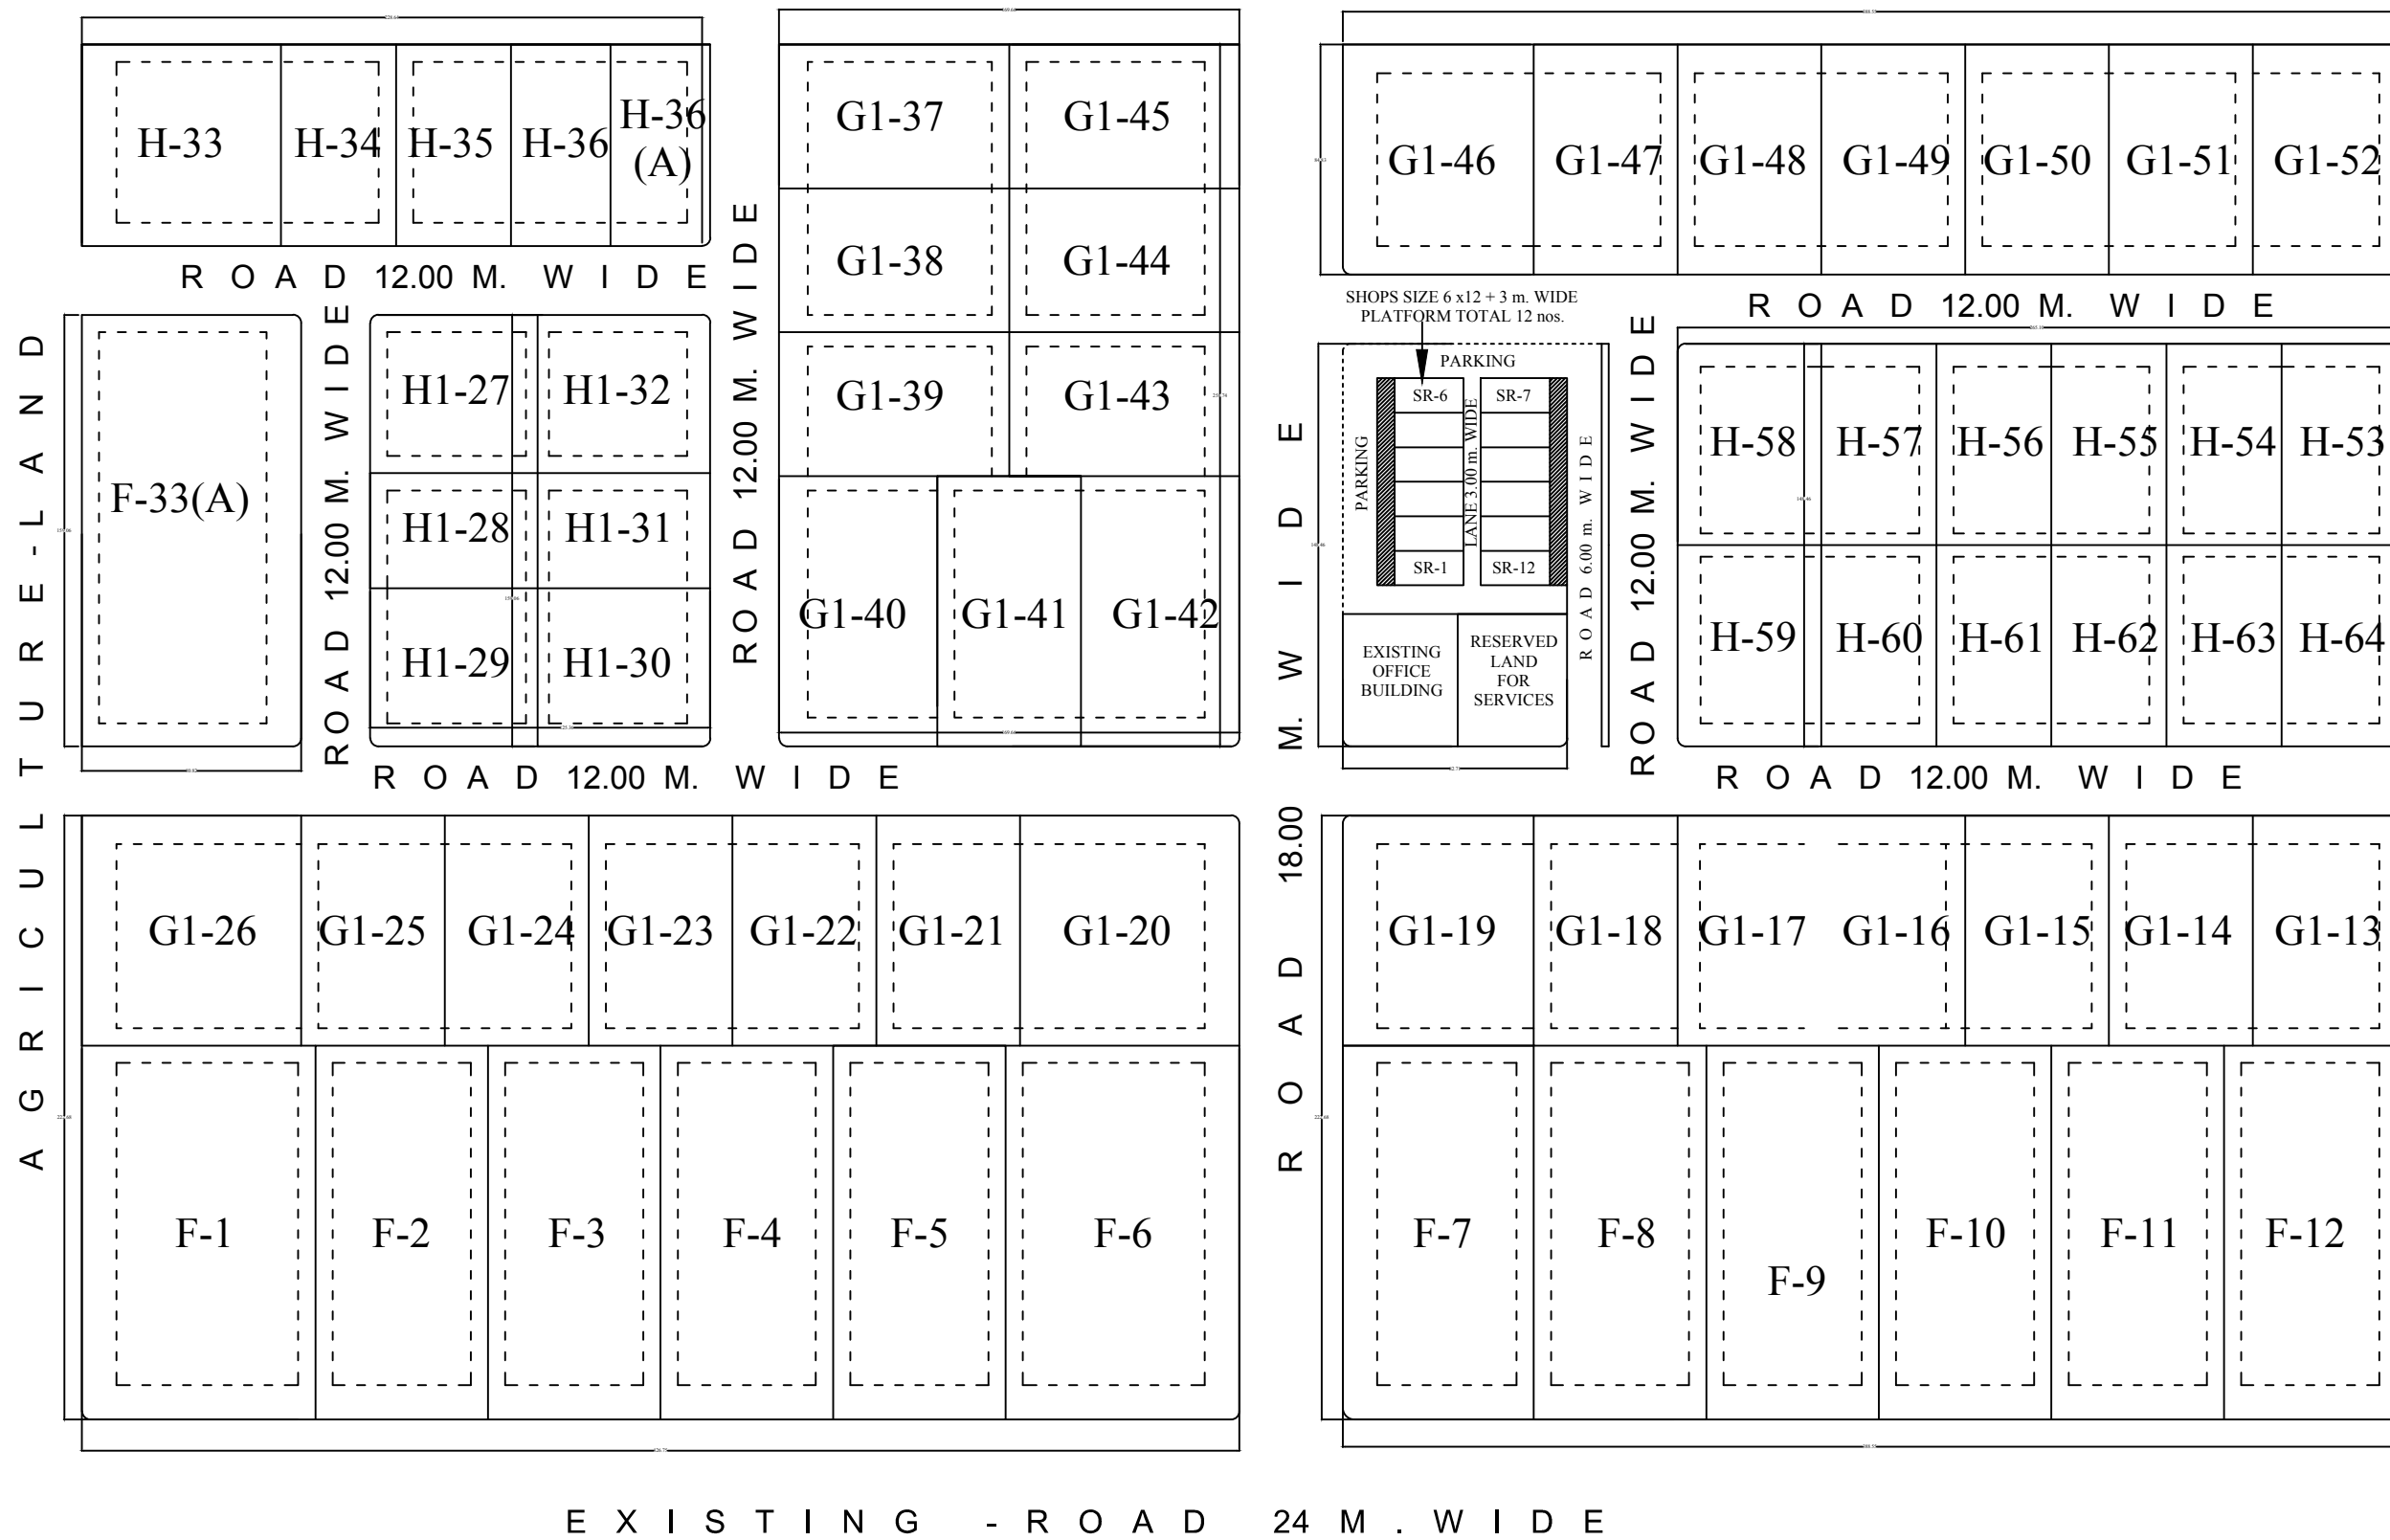 H-33
H-34
H-35
H-36
H-36
(A)
G1-37
G1-45
G1-46
G1-47
G1-48
G1-49
G1-50
G1-51
G1-52
ROAD 12.00 M. WIDE
G1-38
G1-44
SHOPS SIZE 6 x12 + 3 m. WIDE
PLATFORM TOTAL 12 nos.
ROAD 12.00 M. WIDE
F-33(A)
ROAD 12.00 M. WIDE
H1-27
H1-32
H1-28
H1-31
H1-29
H1-30
ROAD 12.00 M. WIDE
G1-39
G1-43
G1-40
G1-41
G1-42
PARKING
PARKING
SR-6
SR-7
LANE 3.00 m. WIDE
SR-1
SR-12
EXISTING
OFFICE
BUILDING
RESERVED
LAND
FOR
SERVICES
ROAD 6.00 m. WIDE
ROAD 12.00 M. WIDE
H-58
H-57
H-56
H-55
H-54
H-53
H-59
H-60
H-61
H-62
H-63
H-64
ROAD 12.00 M. WIDE
ROAD 12.00 M. WIDE
AGRICULTURE-LAND
ROAD 18.00 M. WIDE
G1-26
G1-25
G1-24
G1-23
G1-22
G1-21
G1-20
G1-19
G1-18
G1-17
G1-16
G1-15
G1-14
G1-13
F-1
F-2
F-3
F-4
F-5
F-6
F-7
F-8
F-9
F-10
F-11
F-12
EXISTING -ROAD 24 M.WIDE